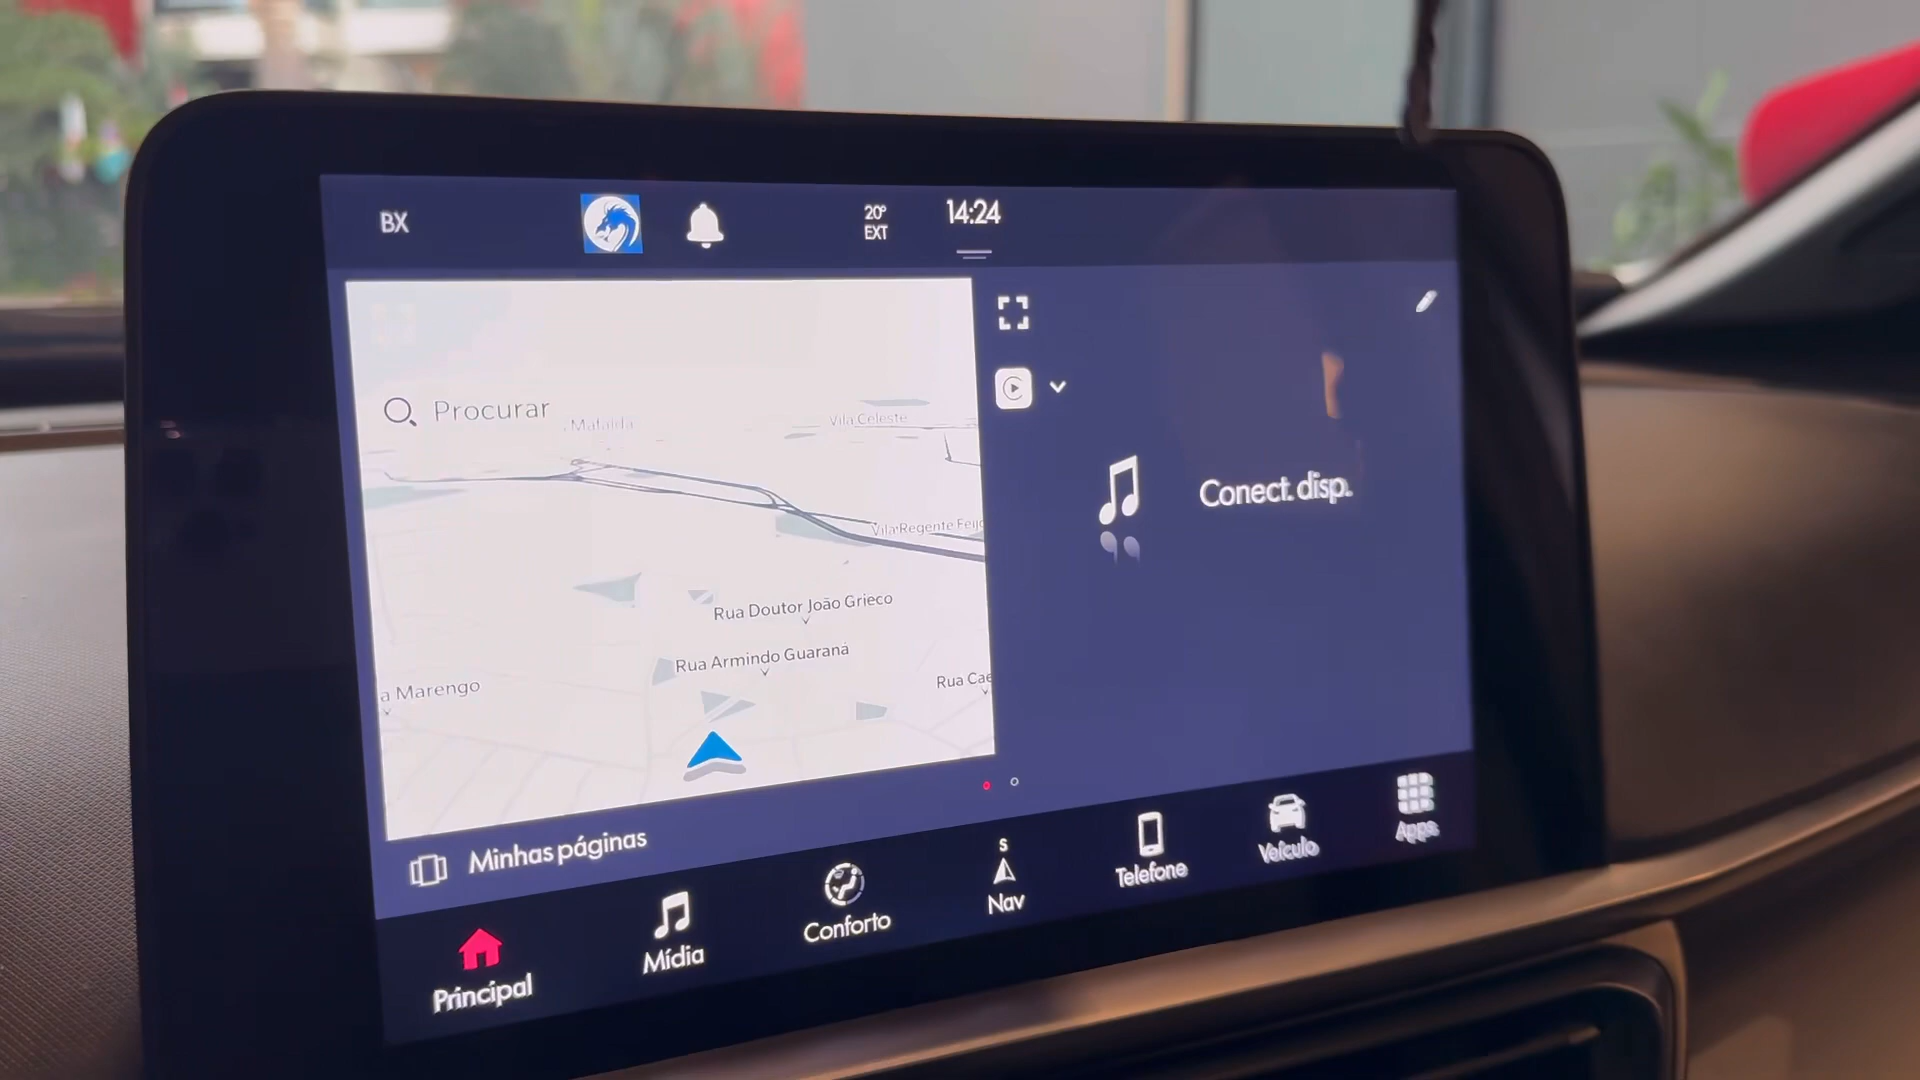 BX
20°
EXT
14:24
Procurar
Mafalda
Vila Celeste
Vila Regente Feijó
Rua Doutor João Grieco
Rua Armindo Guaraná
a Marengo
Rua Cae
Conect. disp.
Minhas páginas
Principal
Mídia
Conforto
S
Nav
Telefone
Veículo
Apps